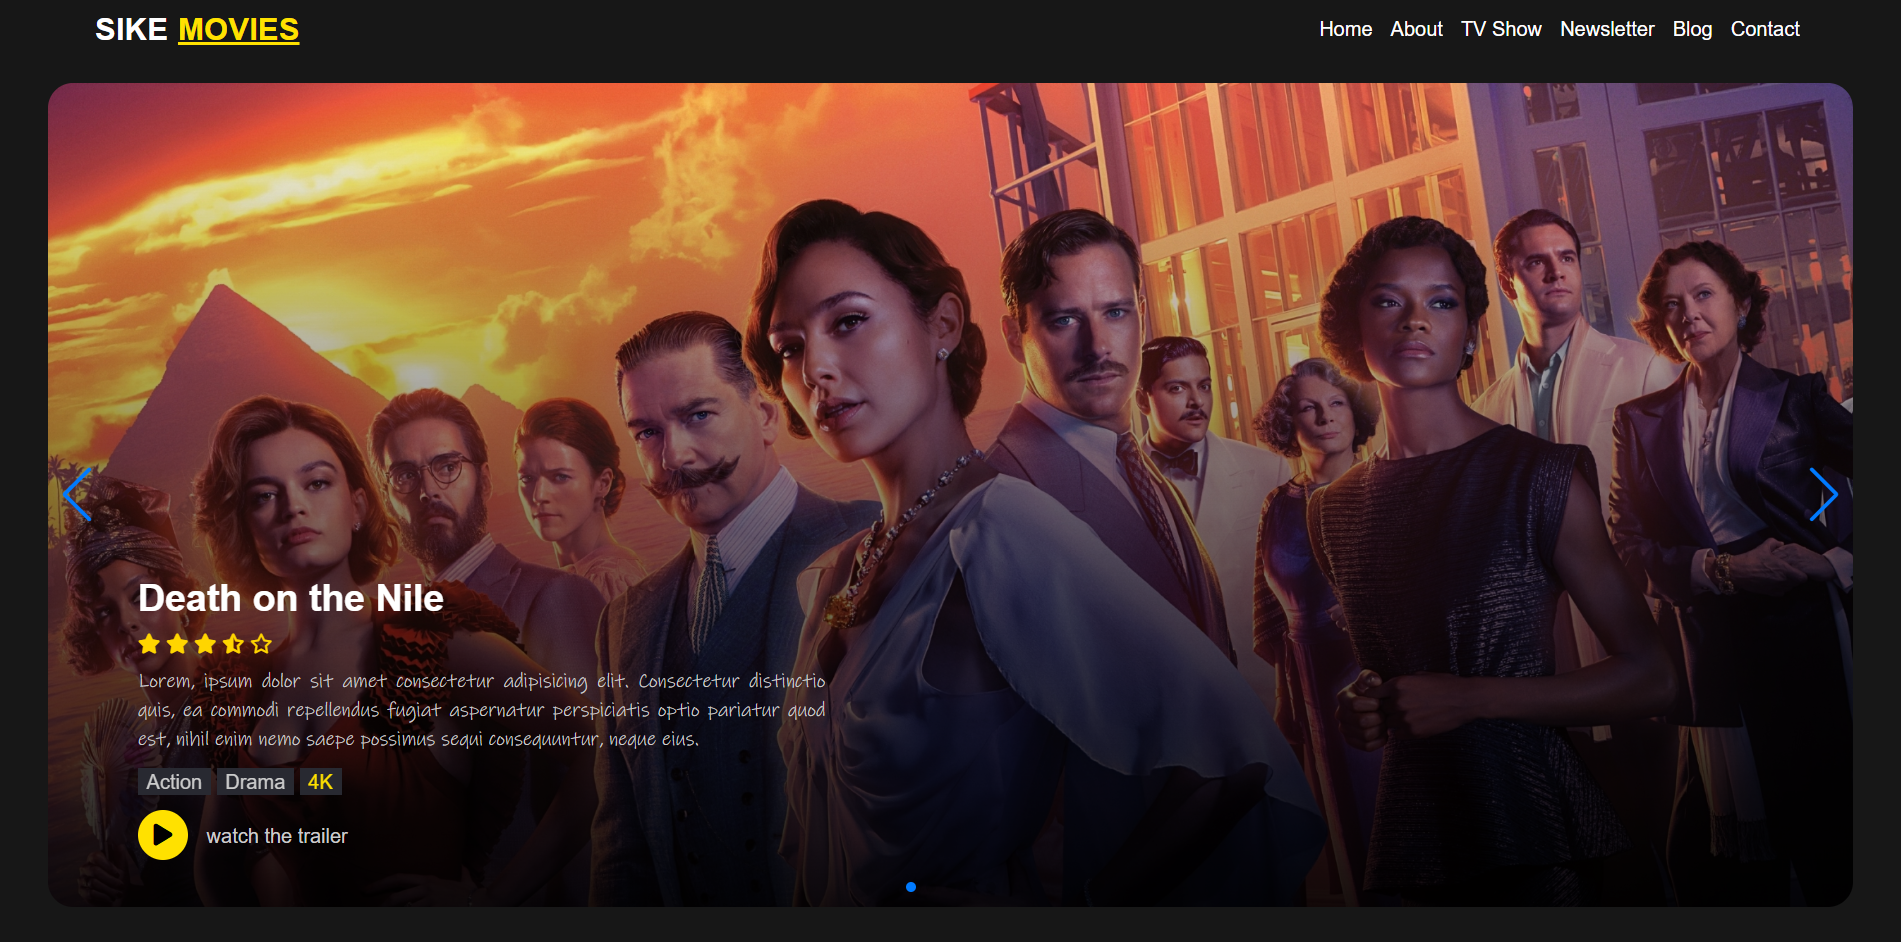 SIKE MOVIES
Home About TV Show Newsletter Blog Contact
Death on the Nile
Lorem, ipsum dolor sit amet consectetur adipisicing elit. Consectetur distinctio
quis, ea commodi repellendus fugiat aspernatur perspiciatis optio pariatur quod
est, nihil enim nemo saepe possimus sequi consequuntur, neque eius.
Action Drama 4K
watch the trailer